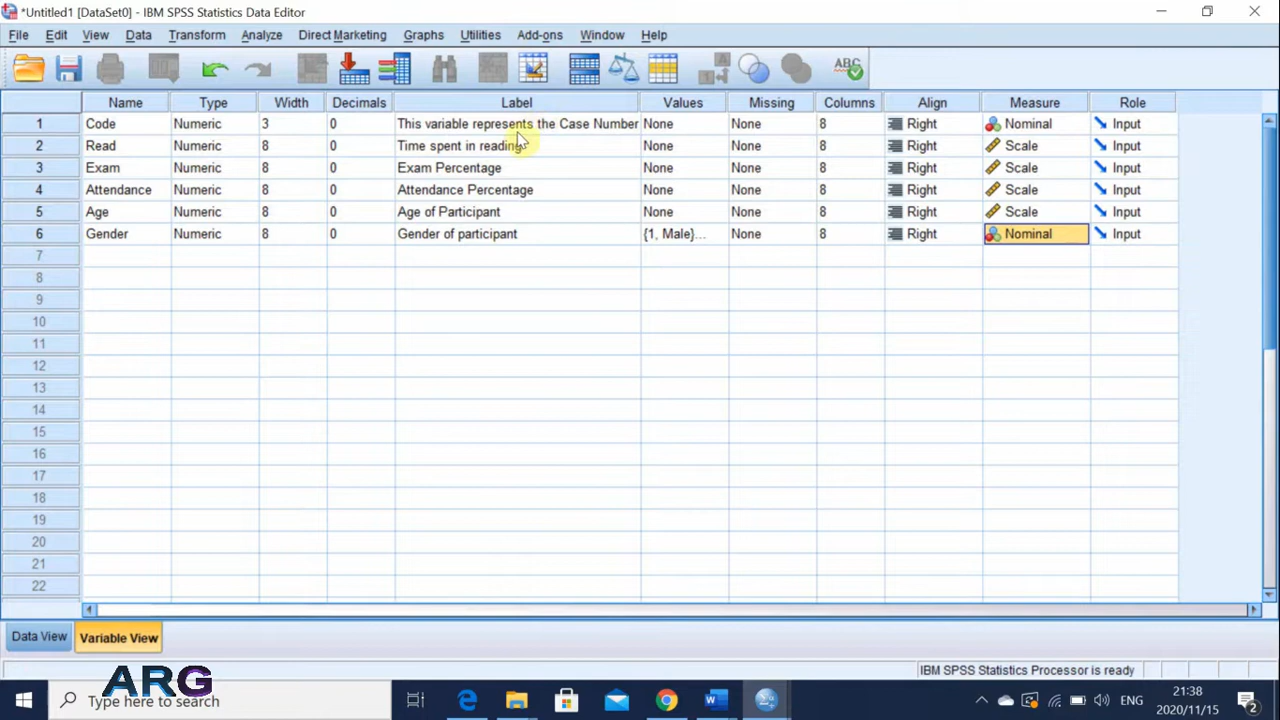 *Untitled1 [DataSet0] - IBM SPSS Statistics Data Editor
File Edit View Data Transform Analyze Direct Marketing Graphs Utilities Add-ons Window Help
Name Type Width Decimals Label Values Missing Columns Align Measure Role
1 Code Numeric 3 0 This variable represents the Case Number None None 8 Right Nominal Input
2 Read Numeric 8 0 Time spent in reading None None 8 Right Scale Input
3 Exam Numeric 8 0 Exam Percentage None None 8 Right Scale Input
4 Attendance Numeric 8 0 Attendance Percentage None None 8 Right Scale Input
5 Age Numeric 8 0 Age of Participant None None 8 Right Scale Input
6 Gender Numeric 8 0 Gender of participant {1, Male}... None 8 Right Nominal Input
7
8
9
10
11
12
13
14
15
16
17
18
19
20
21
22
Data View Variable View
IBM SPSS Statistics Processor is ready
ARG
Type here to search
ENG
21:38
2020/11/15
2